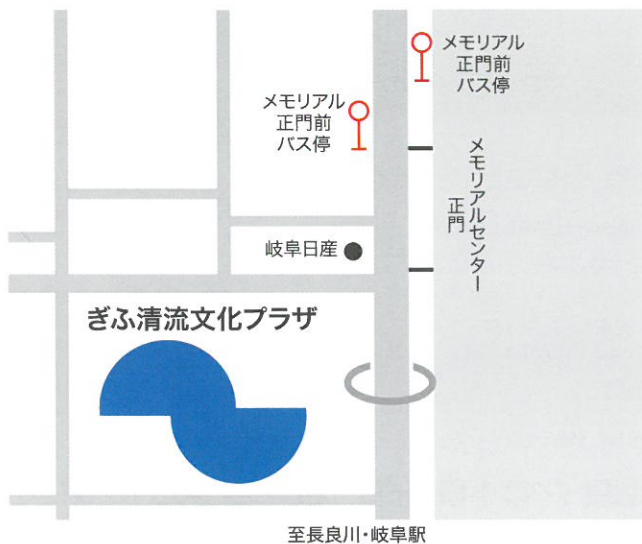 メモリアル
正門前
バス停
メモリアル
正門前
バス停
メモリアルセンター
正門
岐阜日産
ぎふ清流文化プラザ
至長良川・岐阜駅